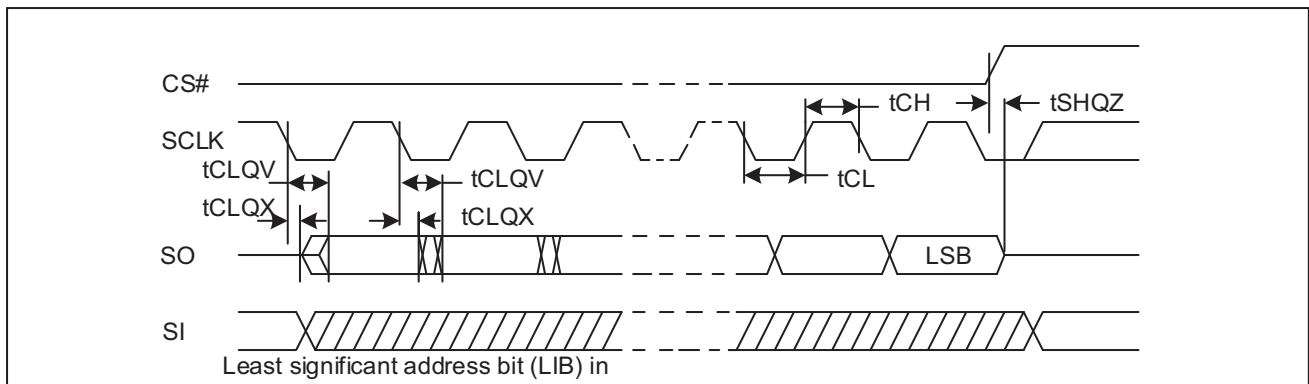 CS#
tCH
tSHQZ
SCLK
tCLQV
tCLQV
tCL
tCLQX
tCLQX
SO
LSB
SI
Least significant address bit (LIB) in